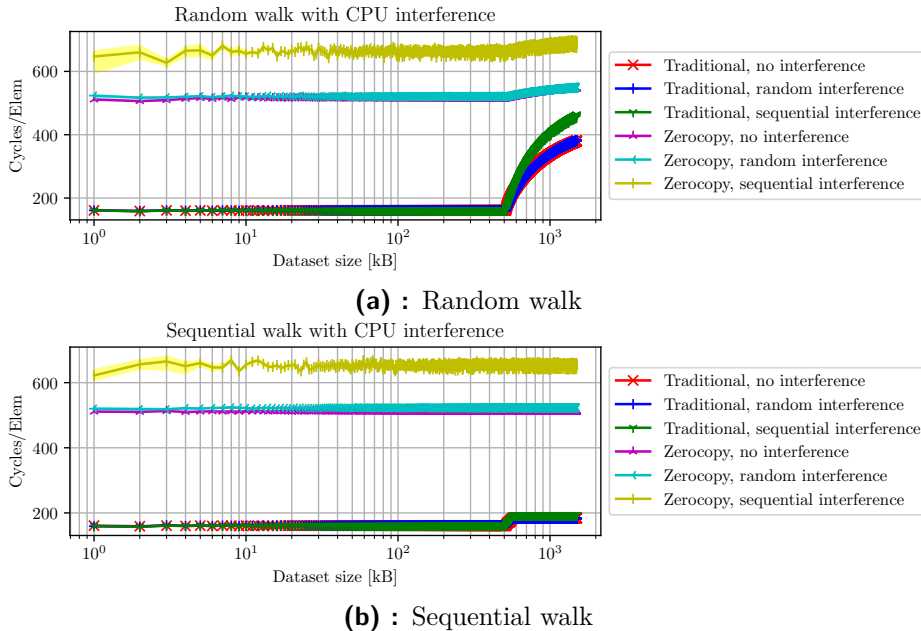 Random walk with CPU interference
Cycles/Elem
600
400
200
10^0
10^1
10^2
10^3
Dataset size [kB]
Traditional, no interference
Traditional, random interference
Traditional, sequential interference
Zerocopy, no interference
Zerocopy, random interference
Zerocopy, sequential interference
(a) : Random walk
Sequential walk with CPU interference
Cycles/Elem
600
400
200
10^0
10^1
10^2
10^3
Dataset size [kB]
Traditional, no interference
Traditional, random interference
Traditional, sequential interference
Zerocopy, no interference
Zerocopy, random interference
Zerocopy, sequential interference
(b) : Sequential walk